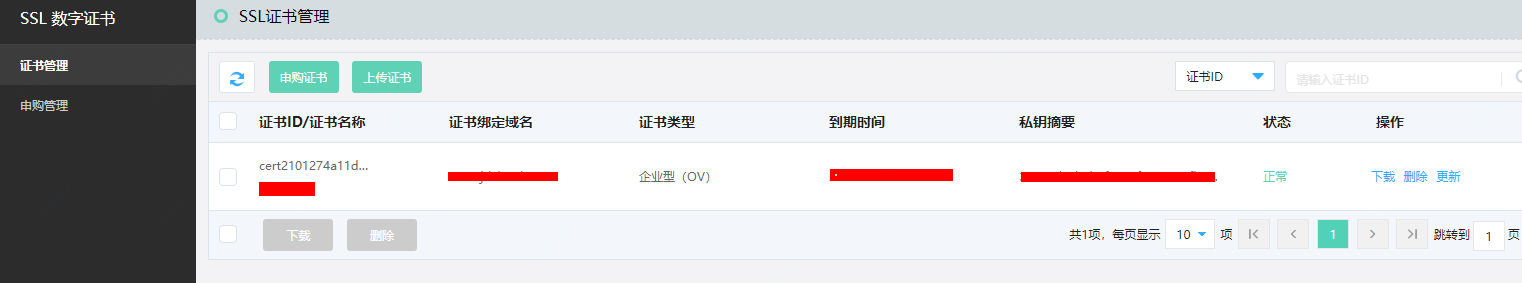 SSL 数字证书
证书管理
申购管理
SSL证书管理
申购证书 上传证书 证书ID 请输入证书ID
证书ID/证书名称 证书绑定域名 证书类型 到期时间 私钥摘要 状态 操作
cert2101274a11d...
企业型（OV） 正常 下载 删除 更新
下载 删除 共1项，每页显示 10 项 1 跳转到 1 页